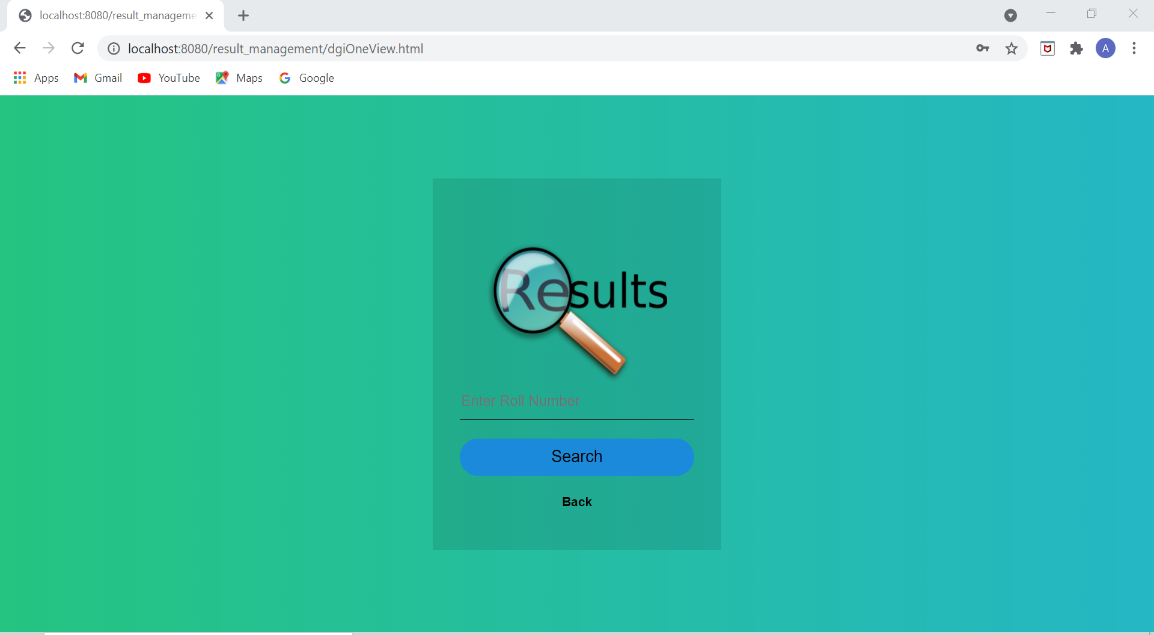 localhost:8080/result_manageme
localhost:8080/result_management/dgiOneView.html
A
Apps Gmail YouTube Maps Google
Results
Enter Roll Number
Search
Back